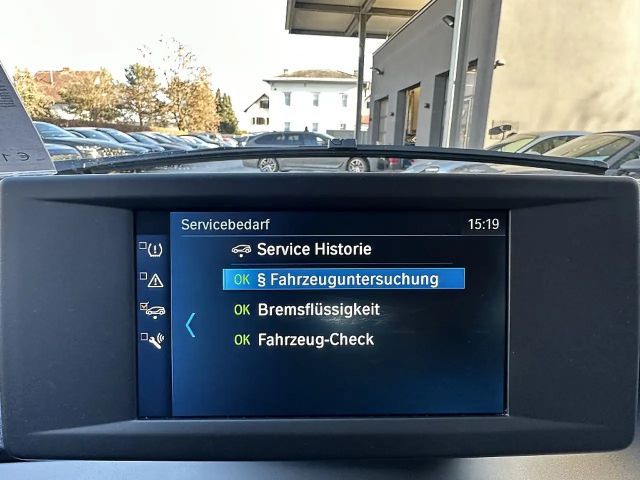 Servicebedarf 15:19
Service Historie
OK § Fahrzeuguntersuchung
OK Bremsflüssigkeit
OK Fahrzeug-Check